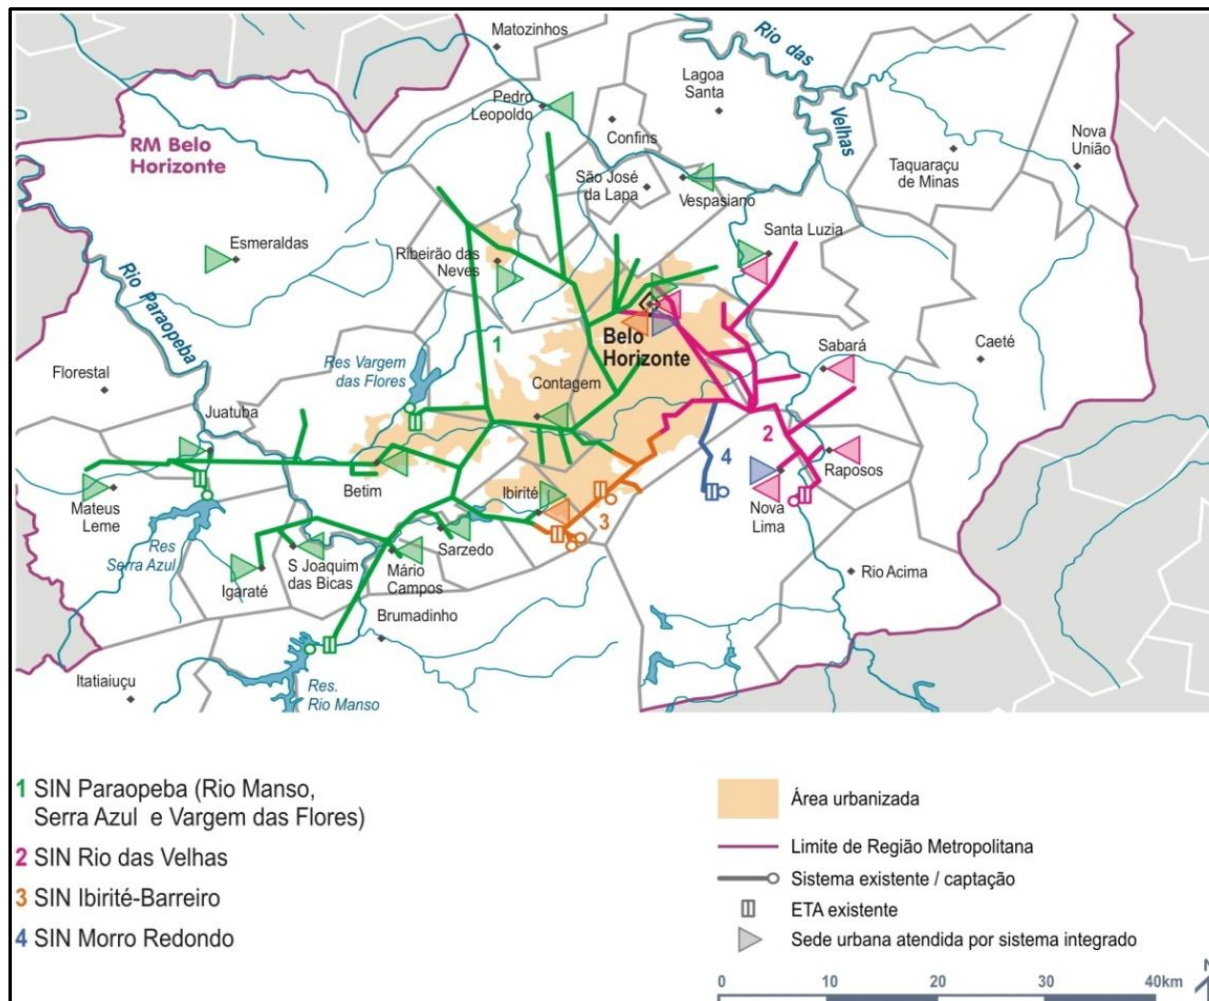 Matozinhos
Rio das
Velhas
Lagoa
Santa
Pedro
Leopoldo
Confins
Nova
União
RM Belo
Horizonte
Taquaraçu
de Minas
São José
da Lapa
Vespasiano
Esmeraldas
Ribeirão das
Neves
Santa Luzia
Rio Paraopeba
1
Belo
Horizonte
Sabará
Caeté
Res Vargem
das Flores
Florestal
Contagem
Juatuba
2
4
Raposos
Betim
Mateus
Leme
Ibirité
3
Nova
Lima
Res
Serra Azul
Sarzedo
S Joaquim
das Bicas
Mário
Campos
Igaraté
Rio Acima
Brumadinho
Itatiaiuçu
Res.
Rio Manso
1 SIN Paraopeba (Rio Manso,
Serra Azul e Vargem das Flores)
2 SIN Rio das Velhas
3 SIN Ibirité-Barreiro
4 SIN Morro Redondo
Área urbanizada
Limite de Região Metropolitana
Sistema existente / captação
ETA existente
Sede urbana atendida por sistema integrado
0 10 20 30 40km
N